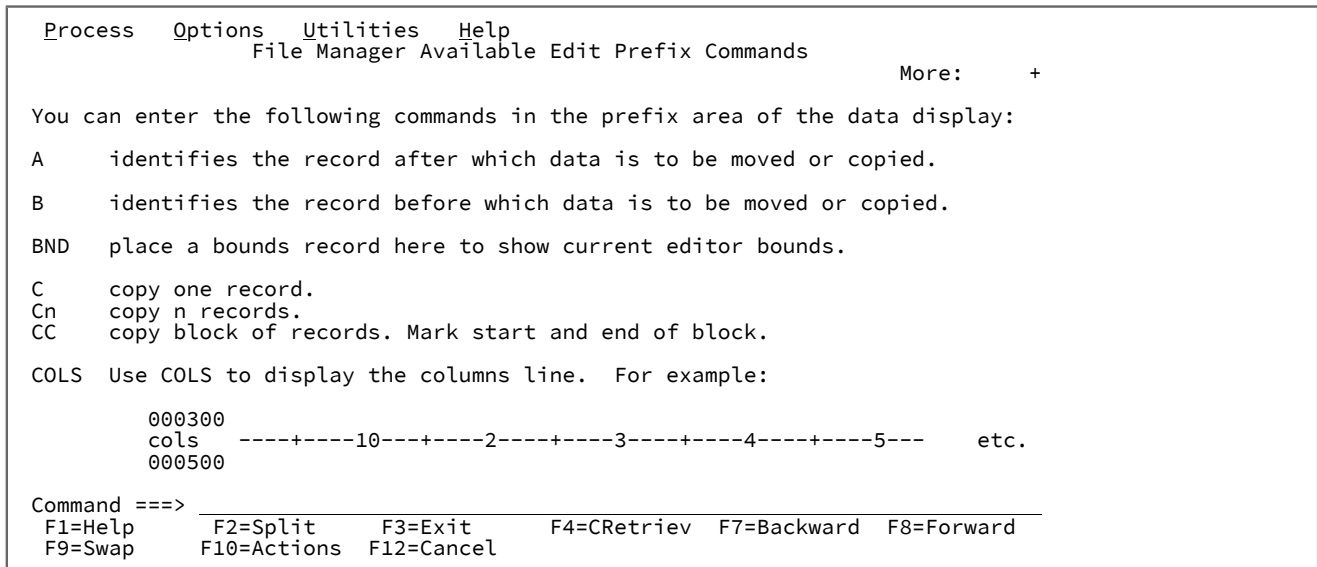 Process   Options   Utilities   Help
File Manager Available Edit Prefix Commands
More:     +
You can enter the following commands in the prefix area of the data display:
A     identifies the record after which data is to be moved or copied.
B     identifies the record before which data is to be moved or copied.
BND   place a bounds record here to show current editor bounds.
C     copy one record.
Cn    copy n records.
CC    copy block of records. Mark start and end of block.
COLS  Use COLS to display the columns line.  For example:
000300
cols   ----+----10---+----2----+----3----+----4----+----5---    etc.
000500
Command ===>
F1=Help      F2=Split     F3=Exit      F4=CRetriev  F7=Backward  F8=Forward
F9=Swap     F10=Actions  F12=Cancel